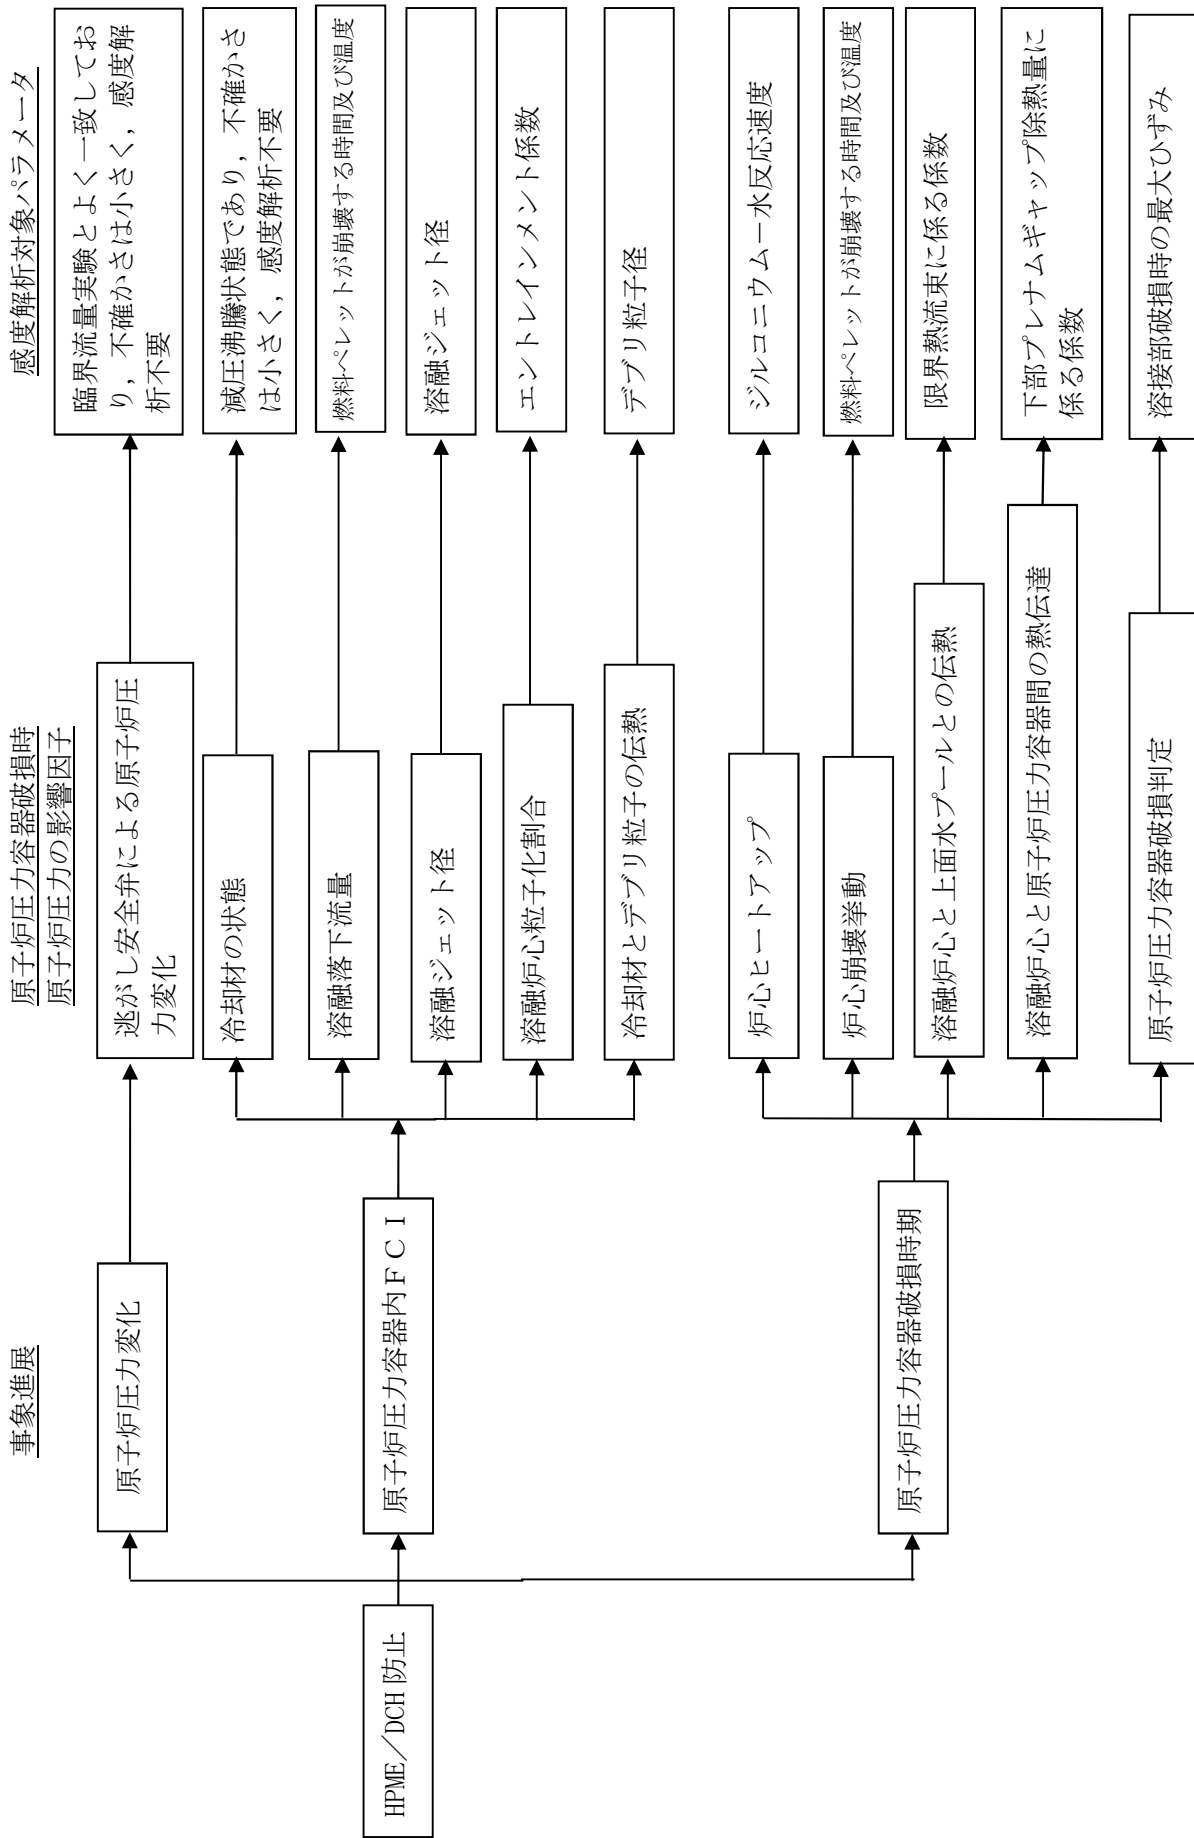 事象進展
原子炉圧力容器破損時
原子炉圧力の影響因子
感度解析対象パラメータ
HPME／DCH 防止
原子炉圧力変化
逃がし安全弁による原子炉圧
力変化
臨界流量実験とよく一致してお
り，不確かさは小さく，感度解
析不要
原子炉圧力容器内ＦＣＩ
冷却材の状態
減圧沸騰状態であり，不確かさ
は小さく，感度解析不要
溶融落下流量
燃料ペレットが崩壊する時間及び温度
溶融ジェット径
溶融ジェット径
溶融炉心粒子化割合
エントレインメント係数
冷却材とデブリ粒子の伝熱
デブリ粒子径
原子炉圧力容器破損時期
炉心ヒートアップ
ジルコニウム－水反応速度
炉心崩壊挙動
燃料ペレットが崩壊する時間及び温度
溶融炉心と上面水プールとの伝熱
限界熱流束に係る係数
溶融炉心と原子炉圧力容器間の熱伝達
下部プレナムギャップ除熱量に
係る係数
原子炉圧力容器破損判定
溶接部破損時の最大ひずみ